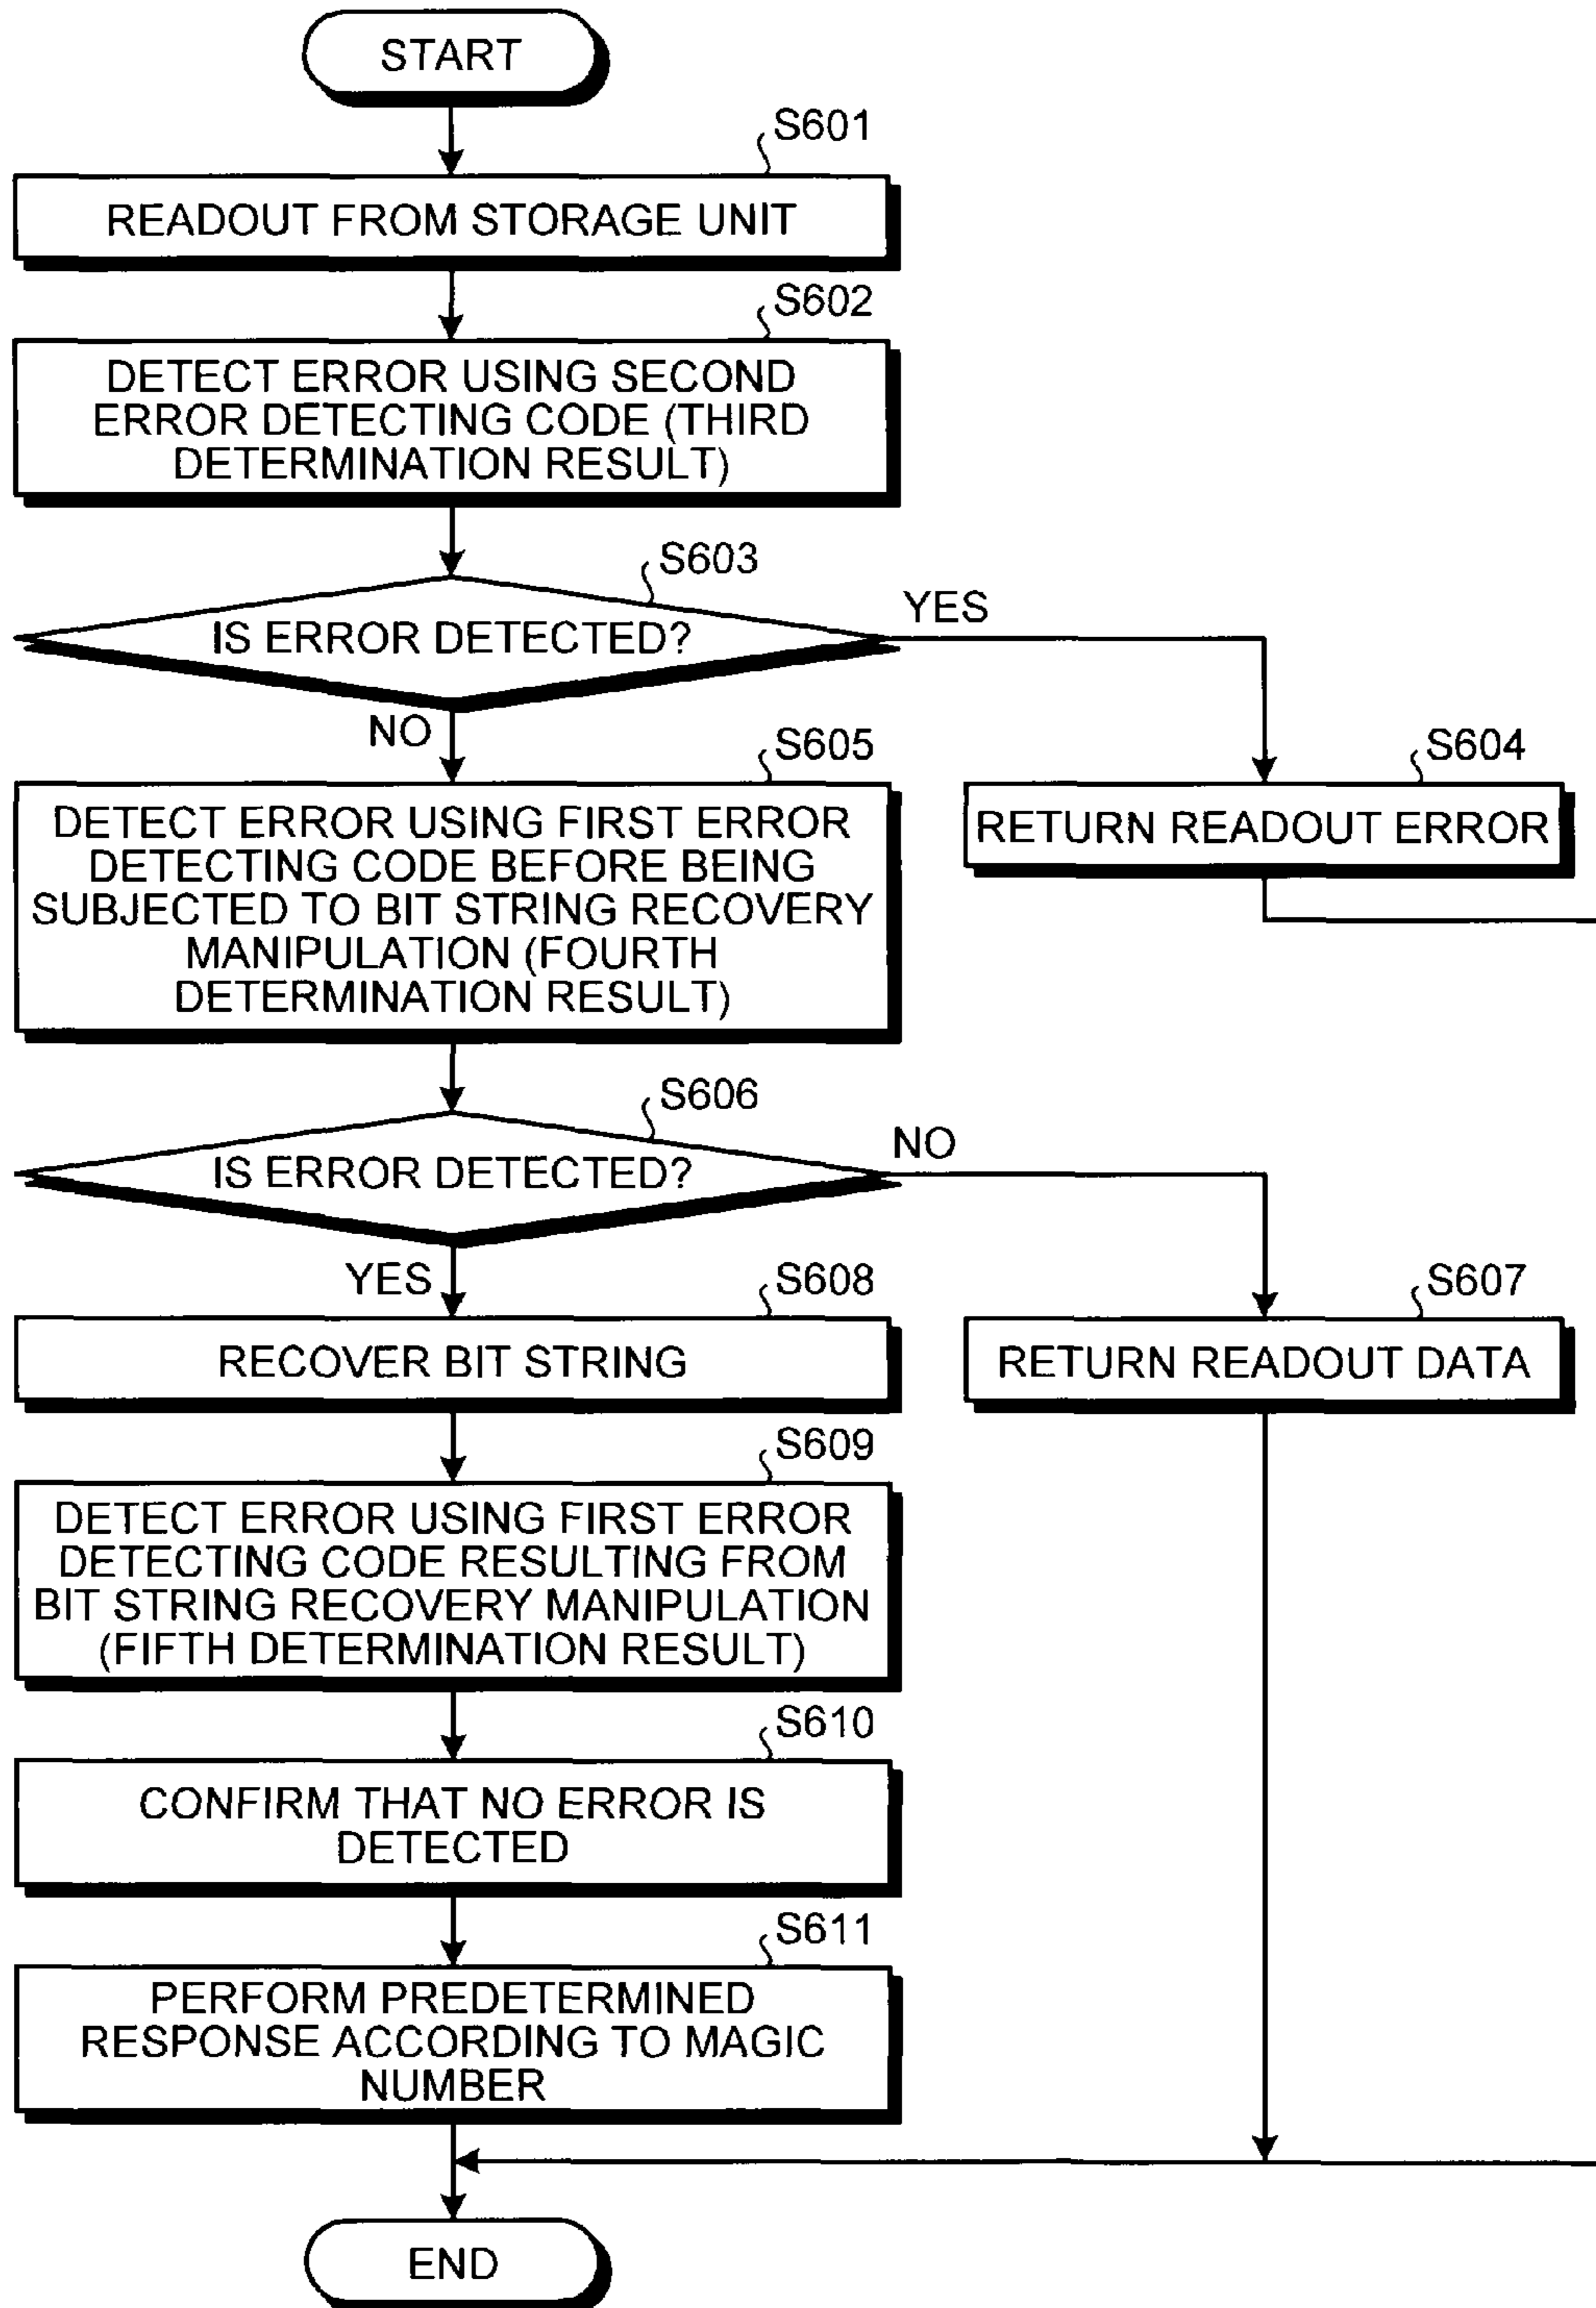 START
S601
READOUT FROM STORAGE UNIT
S602
DETECT ERROR USING SECOND
ERROR DETECTING CODE (THIRD
DETERMINATION RESULT)
S603
IS ERROR DETECTED?
YES
NO
S605
DETECT ERROR USING FIRST ERROR
DETECTING CODE BEFORE BEING
SUBJECTED TO BIT STRING RECOVERY
MANIPULATION (FOURTH
DETERMINATION RESULT)
S604
RETURN READOUT ERROR
S606
IS ERROR DETECTED?
NO
YES
S608
RECOVER BIT STRING
S607
RETURN READOUT DATA
S609
DETECT ERROR USING FIRST ERROR
DETECTING CODE RESULTING FROM
BIT STRING RECOVERY MANIPULATION
(FIFTH DETERMINATION RESULT)
S610
CONFIRM THAT NO ERROR IS
DETECTED
S611
PERFORM PREDETERMINED
RESPONSE ACCORDING TO MAGIC
NUMBER
END